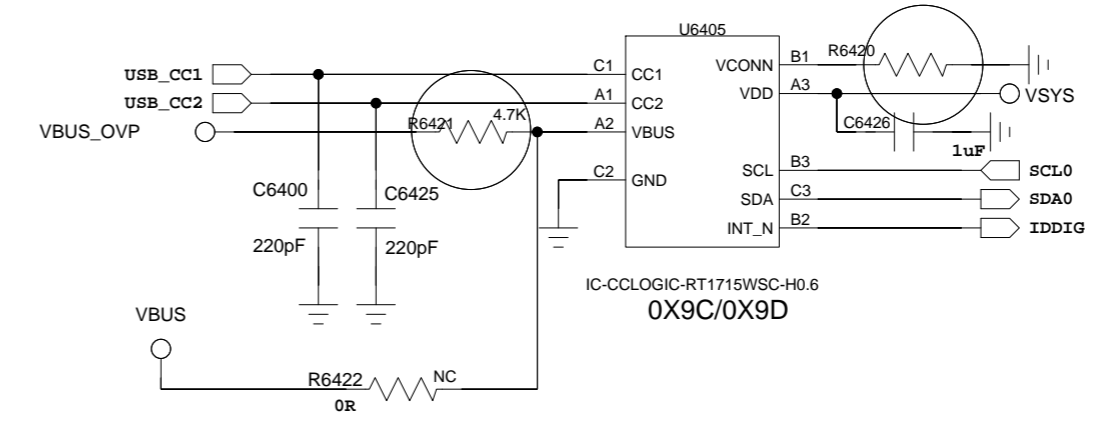 U6405
USB_CC1
C1
CC1
VCONN
B1
R6420
USB_CC2
A1
CC2
VDD
A3
VSYS
VBUS_OVP
R6421
4.7K
A2
VBUS
C6426
1uF
C2
GND
SCL
B3
SCL0
C6400
C6425
SDA
C3
SDA0
220pF
220pF
INT_N
B2
IDDIG
IC-CCLOGIC-RT1715WSC-H0.6
0X9C/0X9D
VBUS
R6422
NC
0R